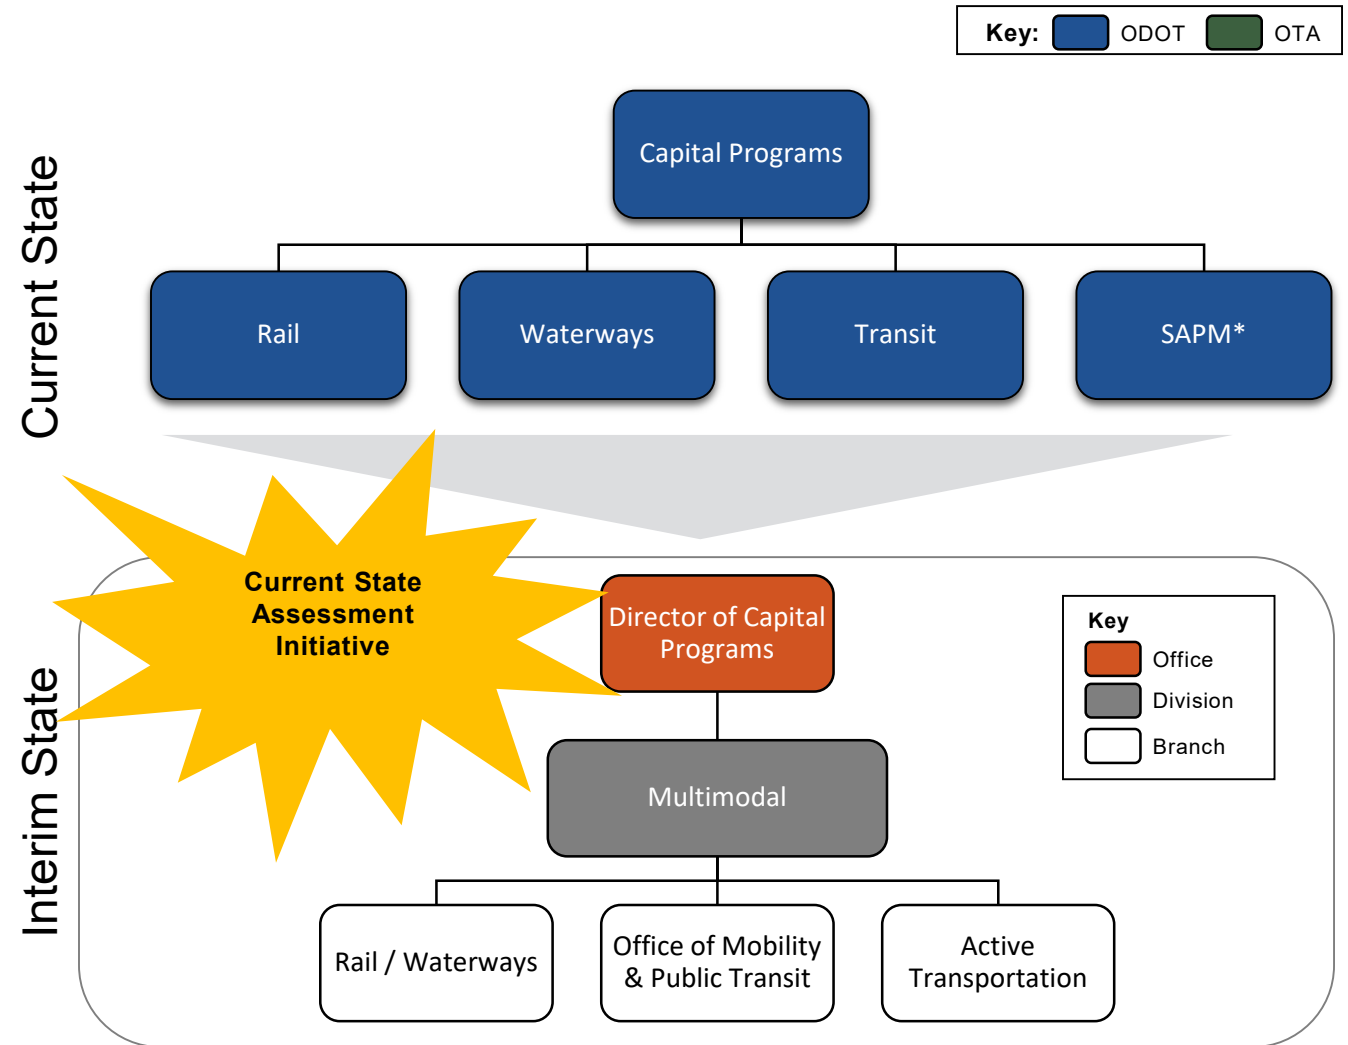 Key: ODOT OTA
Current State
Capital Programs
Rail
Waterways
Transit
SAPM*
Interim State
Current State
Assessment
Initiative
Director of Capital
Programs
Key
Office
Division
Branch
Multimodal
Rail / Waterways
Office of Mobility
& Public Transit
Active
Transportation